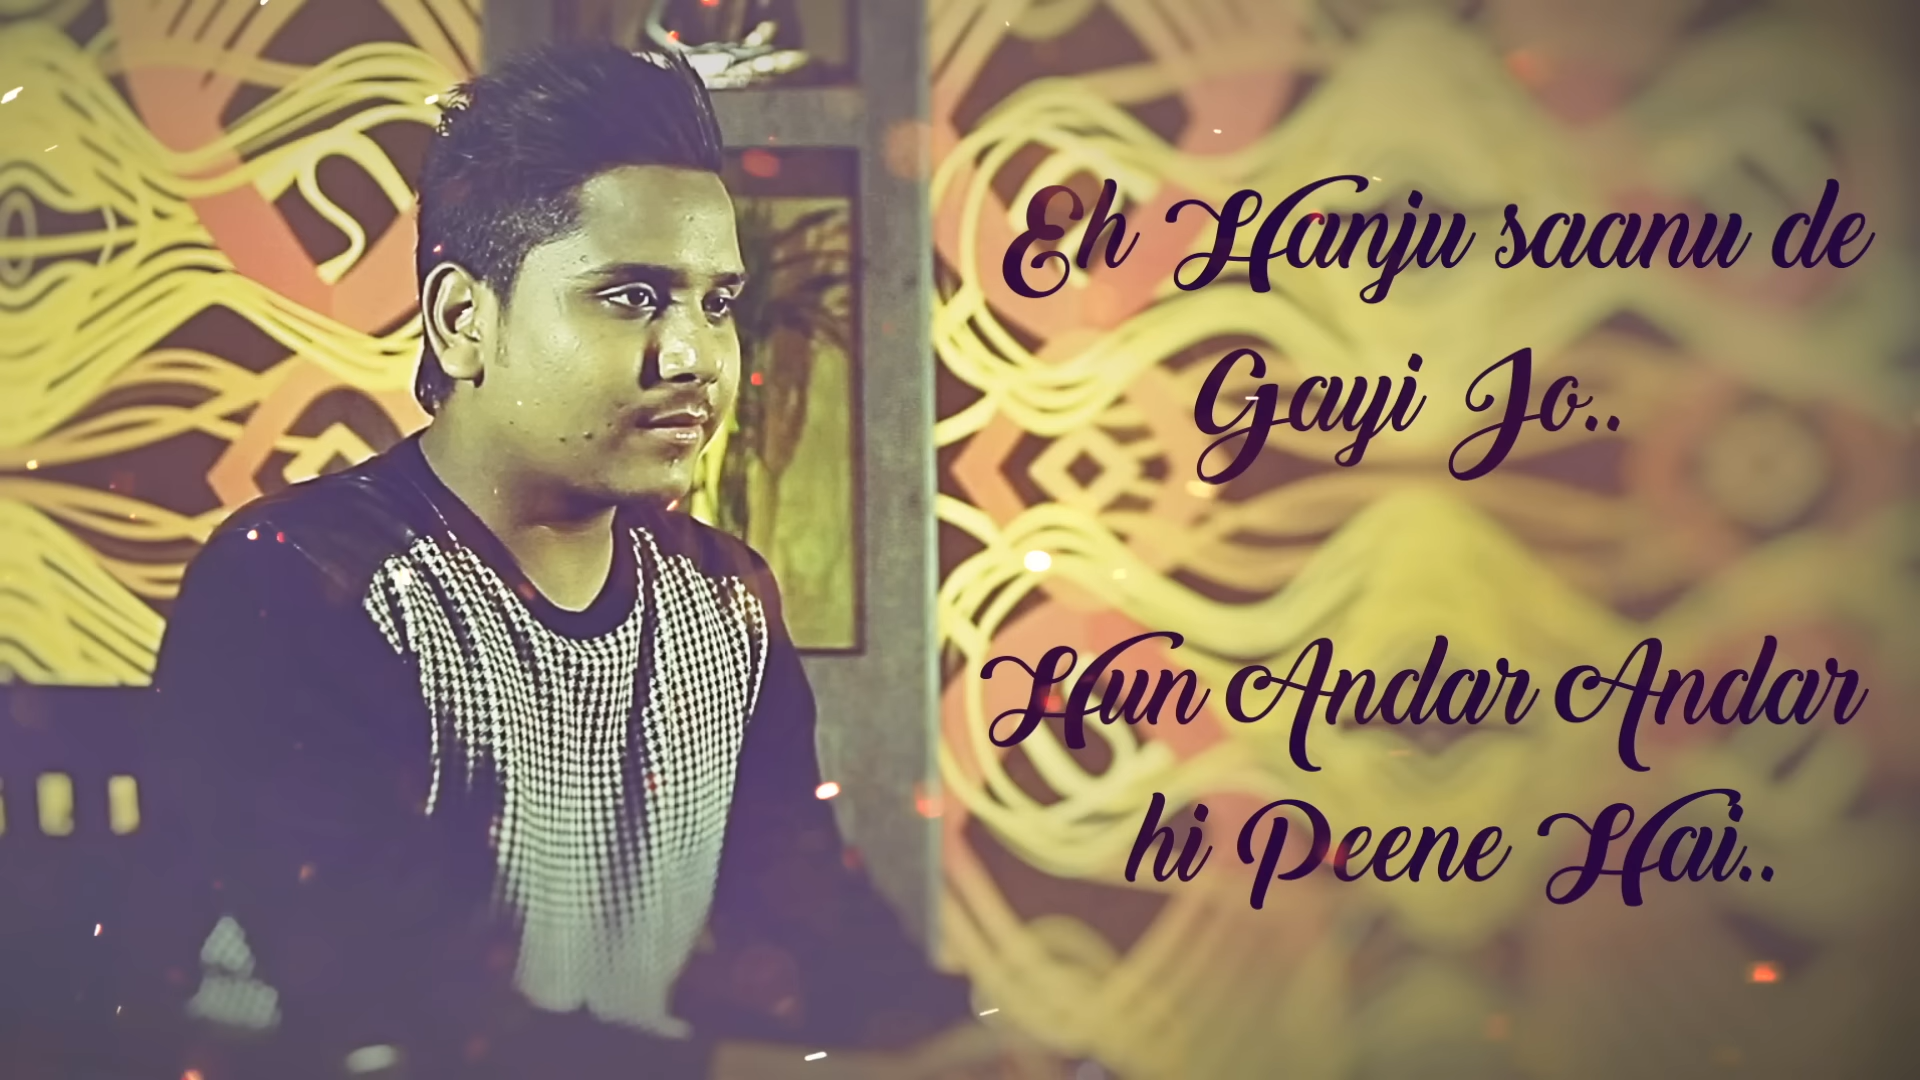 Eh Hanju saanu de
Gayi Jo..
Hun Andar Andar
hi Peene Hai..